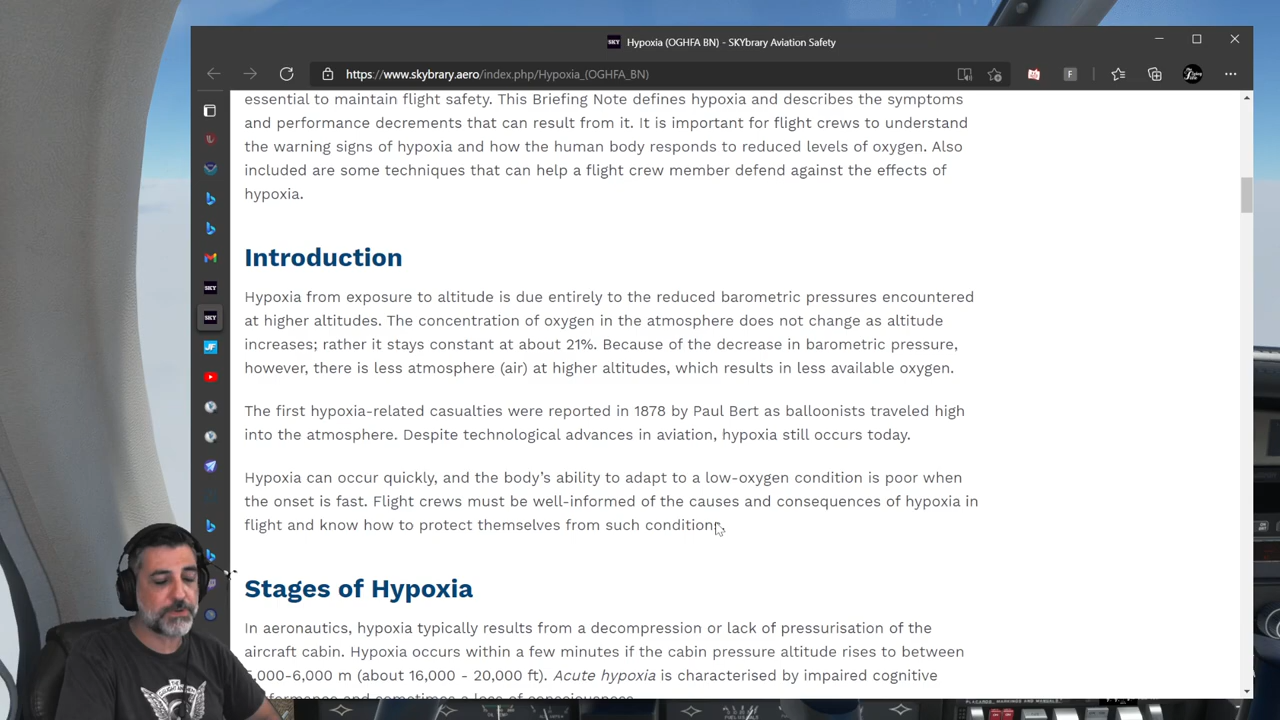 Hypoxia (OGHFA BN) - SKYbrary Aviation Safety
https://www.skybrary.aero/index.php/Hypoxia_(OGHFA_BN)
essential to maintain flight safety. This Briefing Note defines hypoxia and describes the symptoms
and performance decrements that can result from it. It is important for flight crews to understand
the warning signs of hypoxia and how the human body responds to reduced levels of oxygen. Also
included are some techniques that can help a flight crew member defend against the effects of
hypoxia.
Introduction
Hypoxia from exposure to altitude is due entirely to the reduced barometric pressures encountered
at higher altitudes. The concentration of oxygen in the atmosphere does not change as altitude
increases; rather it stays constant at about 21%. Because of the decrease in barometric pressure,
however, there is less atmosphere (air) at higher altitudes, which results in less available oxygen.
The first hypoxia-related casualties were reported in 1878 by Paul Bert as balloonists traveled high
into the atmosphere. Despite technological advances in aviation, hypoxia still occurs today.
Hypoxia can occur quickly, and the body's ability to adapt to a low-oxygen condition is poor when
the onset is fast. Flight crews must be well-informed of the causes and consequences of hypoxia in
flight and know how to protect themselves from such conditions.
Stages of Hypoxia
In aeronautics, hypoxia typically results from a decompression or lack of pressurisation of the
aircraft cabin. Hypoxia occurs within a few minutes if the cabin pressure altitude rises to between
5,000-6,000 m (about 16,000 - 20,000 ft). Acute hypoxia is characterised by impaired cognitive
performance and sometimes a loss of consciousness.